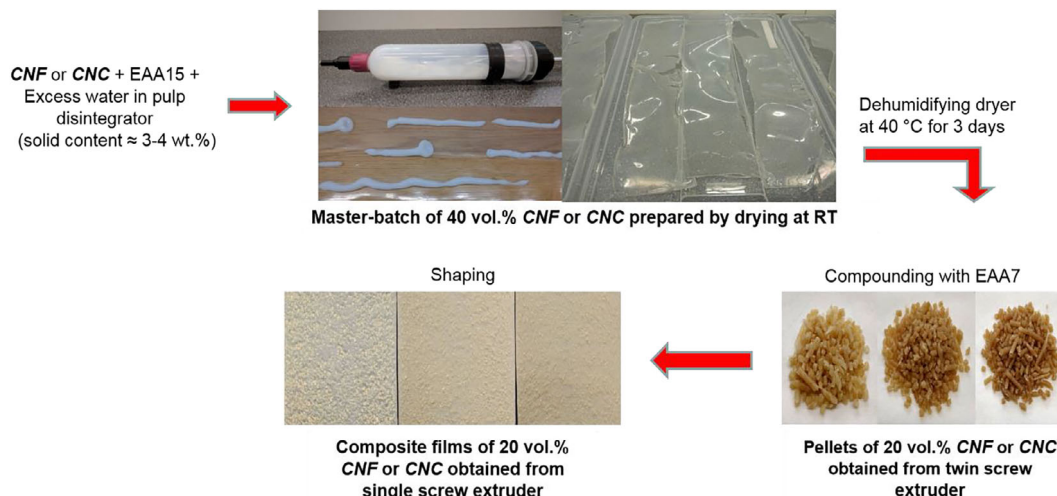 CNF or CNC + EAA15 +
Excess water in pulp
disintegrator
(solid content ≈ 3-4 wt.%)
Master-batch of 40 vol.% CNF or CNC prepared by drying at RT
Dehumidifying dryer
at 40 °C for 3 days
Shaping
Composite films of 20 vol.%
CNF or CNC obtained from
single screw extruder
Compounding with EAA7
Pellets of 20 vol.% CNF or CNC
obtained from twin screw
extruder